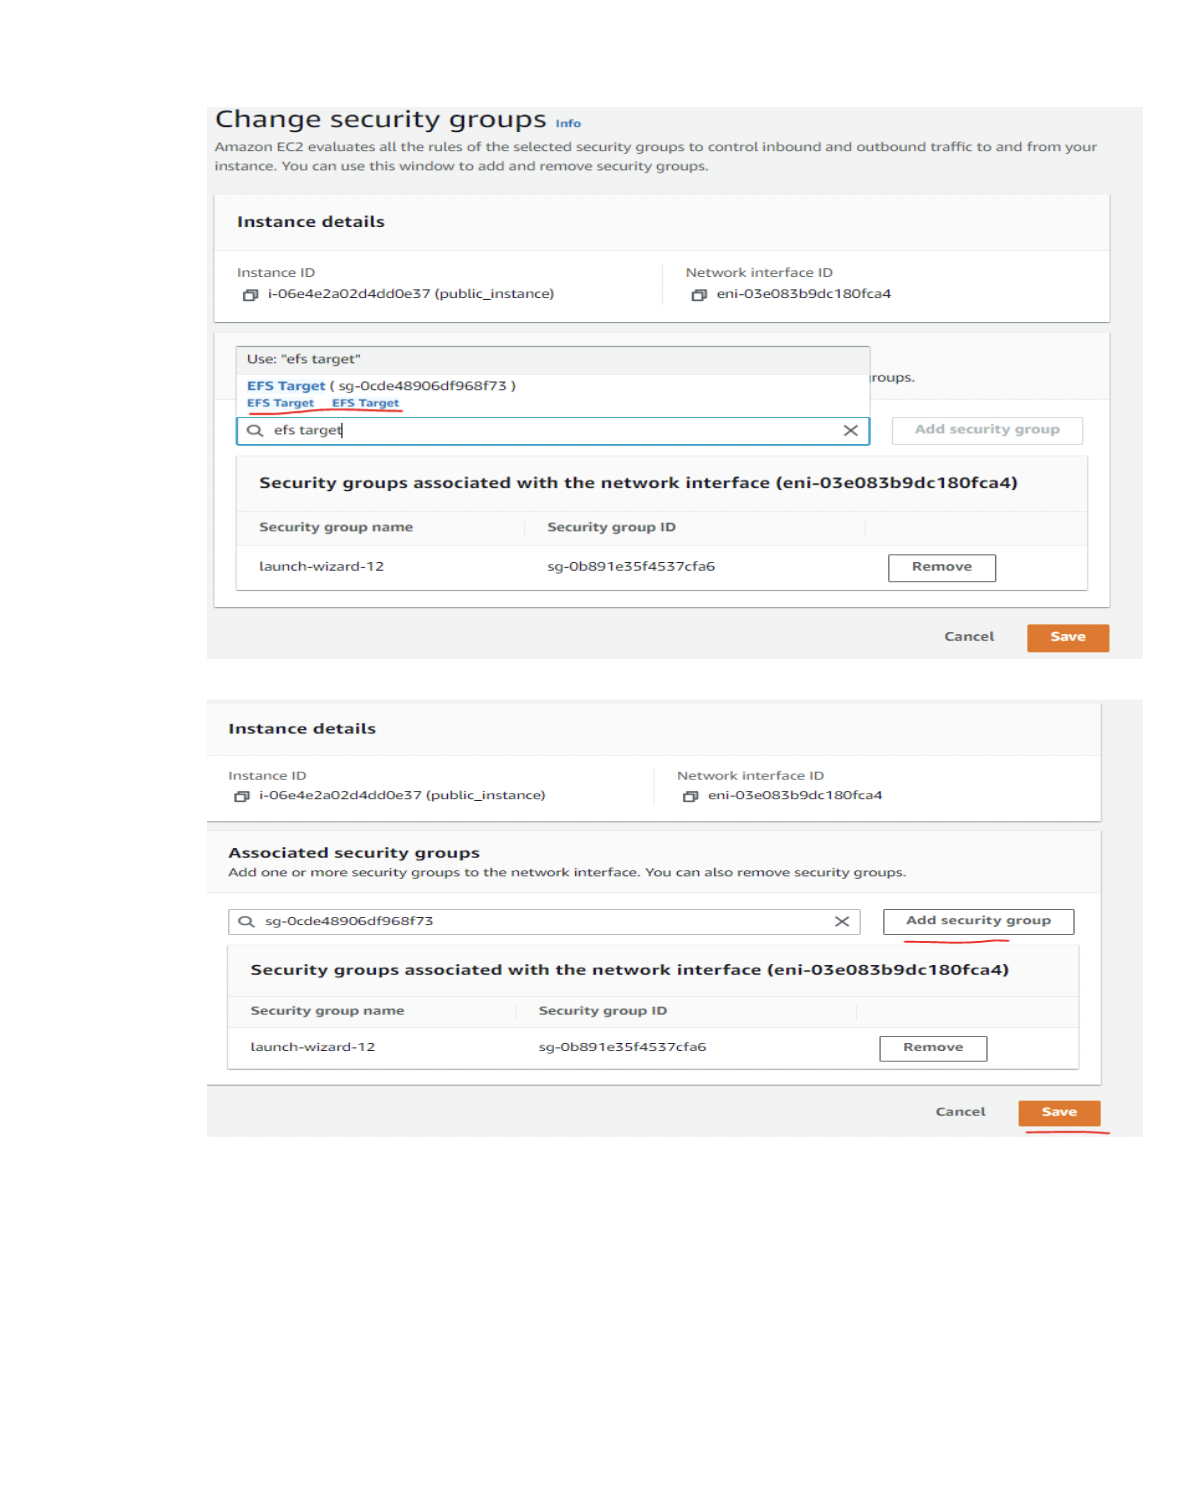 Change security groups Info
Amazon EC2 evaluates all the rules of the selected security groups to control inbound and outbound traffic to and from your
instance. You can use this window to add and remove security groups.
Instance details
Instance ID Network interface ID
i-06e4e2a02d4dd0e37 (public_instance) eni-03e083b9dc180fca4
Use: "efs target"
roups.
EFS Target ( sg-0cde48906df968f73 )
EFS Target EFS Target
efs target Add security group
Security groups associated with the network interface (eni-03e083b9dc180fca4)
Security group name Security group ID
launch-wizard-12 sg-0b891e35f4537cfa6 Remove
Cancel Save
Instance details
Instance ID Network interface ID
i-06e4e2a02d4dd0e37 (public_instance) eni-03e083b9dc180fca4
Associated security groups
Add one or more security groups to the network interface. You can also remove security groups.
sg-0cde48906df968f73 Add security group
Security groups associated with the network interface (eni-03e083b9dc180fca4)
Security group name Security group ID
launch-wizard-12 sg-0b891e35f4537cfa6 Remove
Cancel Save